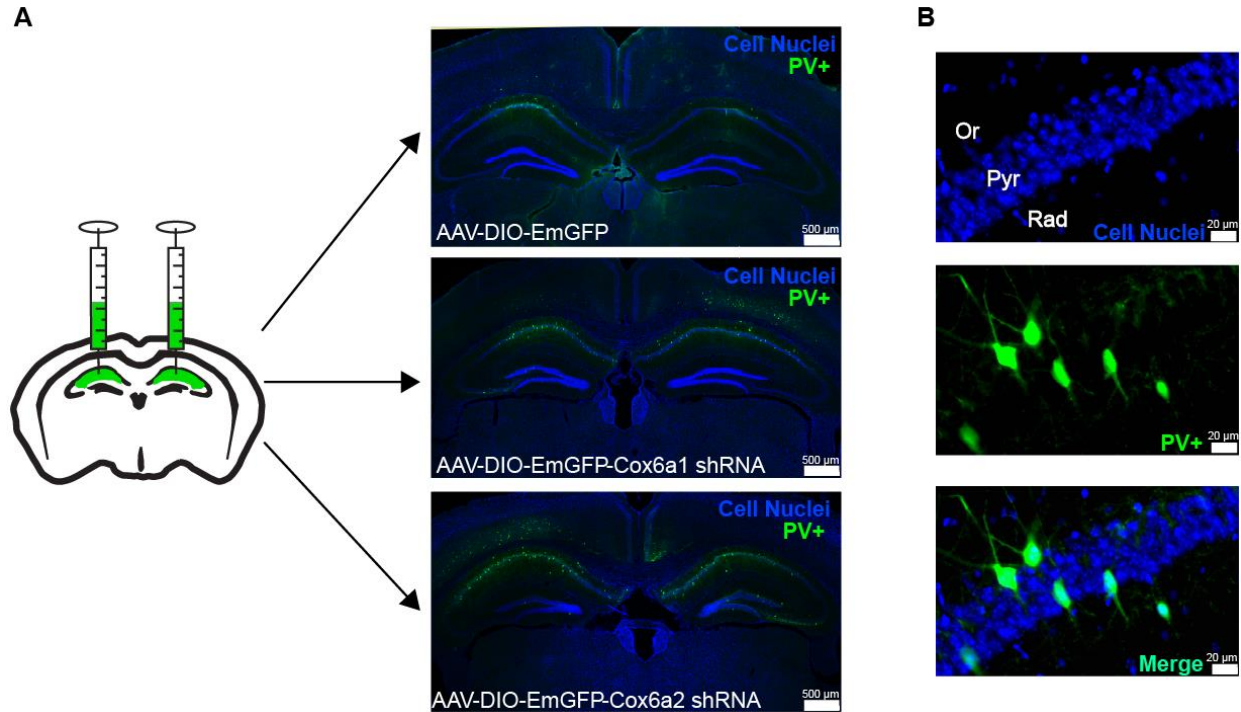 A
Cell Nuclei
PV+
AAV-DIO-EmGFP
500 µm
Cell Nuclei
PV+
AAV-DIO-EmGFP-Cox6a1 shRNA
500 µm
Cell Nuclei
PV+
AAV-DIO-EmGFP-Cox6a2 shRNA
500 µm
B
Or
Pyr
Rad
Cell Nuclei
20 µm
PV+
20 µm
Merge
20 µm